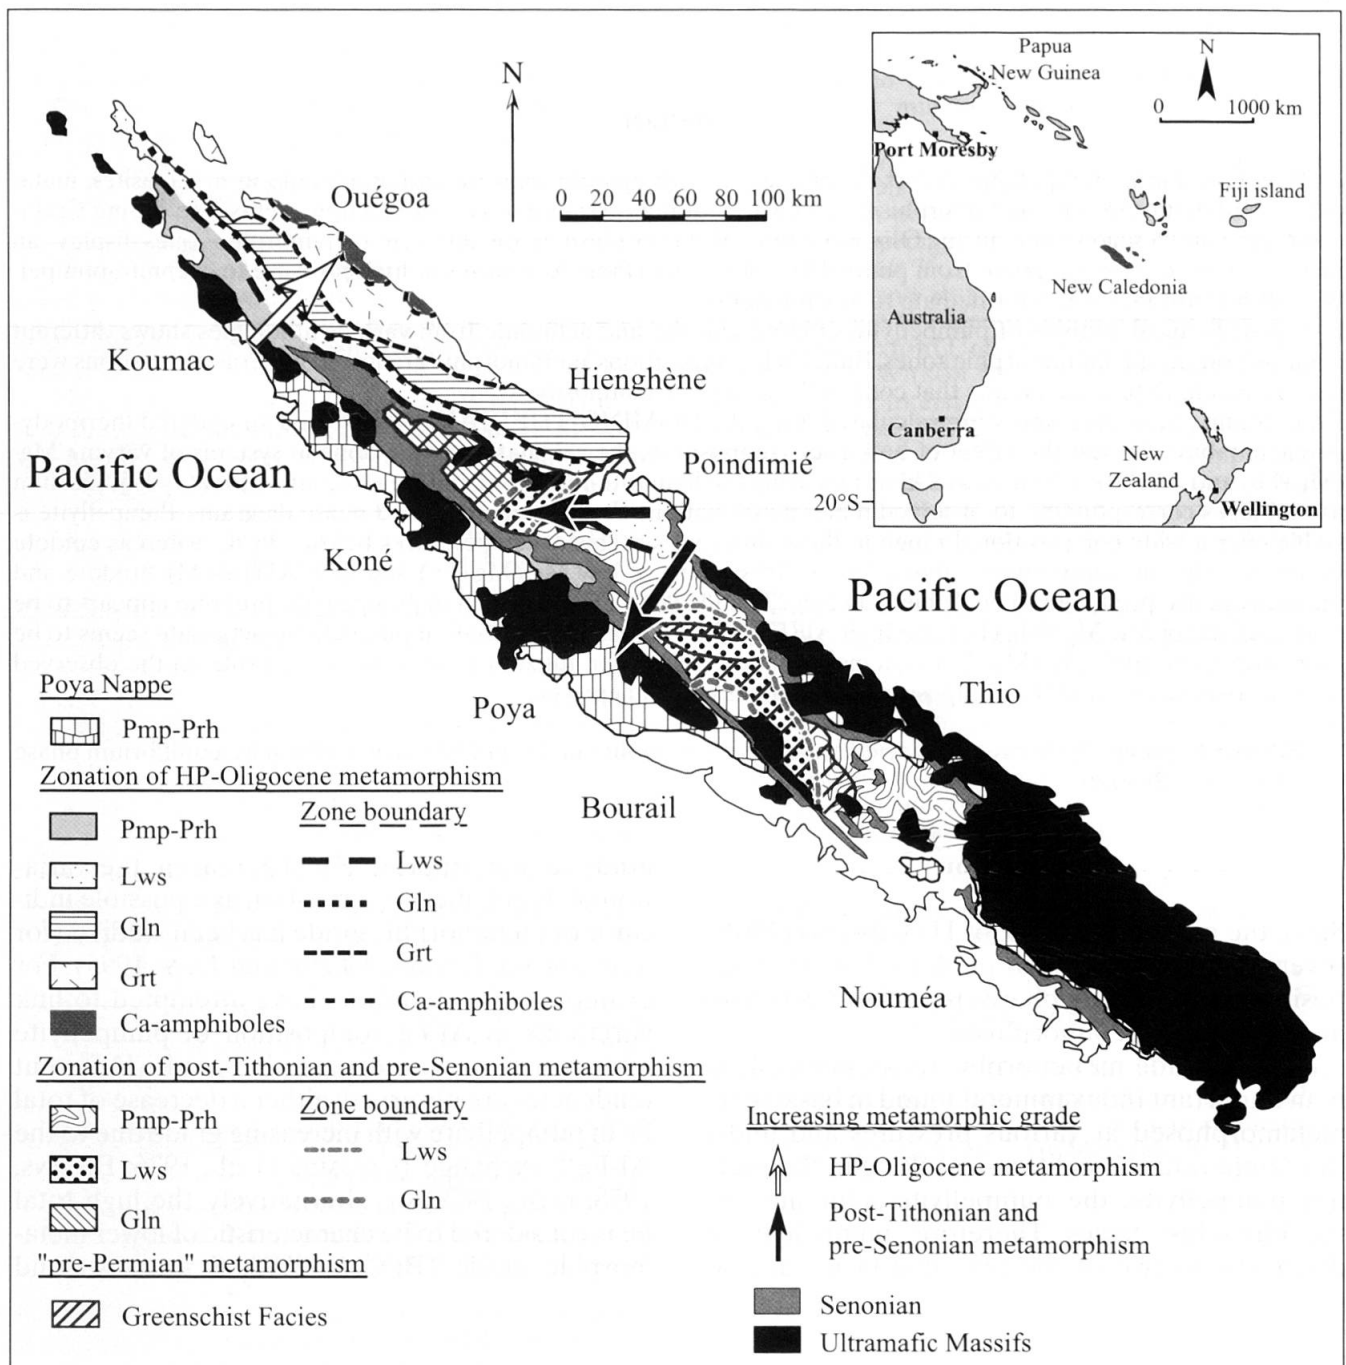 N
Papua
New Guinea
N
0 1000 km
Port Moresby
Fiji island
New Caledonia
Australia
Canberra
New
Zealand
Wellington
20°S
0 20 40 60 80 100 km
Ouégoa
Koumac
Hienghène
Pacific Ocean
Poindimié
Koné
Pacific Ocean
Poya
Thio
Bourail
Nouméa
Poya Nappe
Pmp-Prh
Zonation of HP-Oligocene metamorphism
Pmp-Prh
Lws
Gln
Grt
Ca-amphiboles
Zone boundary
Lws
Gln
Grt
Ca-amphiboles
Zonation of post-Tithonian and pre-Senonian metamorphism
Pmp-Prh
Lws
Gln
Zone boundary
Lws
Gln
"pre-Permian" metamorphism
Greenschist Facies
Increasing metamorphic grade
HP-Oligocene metamorphism
Post-Tithonian and
pre-Senonian metamorphism
Senonian
Ultramafic Massifs